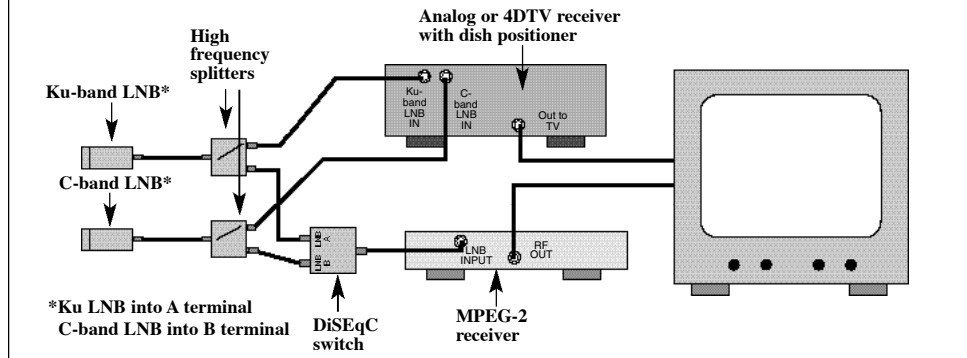 Analog or 4DTV receiver
with dish positioner
High
frequency
splitters
Ku-band LNB*
Ku-
band
LNB
IN
C-
band
LNB
IN
Out to
TV
C-band LNB*
LNB
A
LNB
B
LNB
INPUT
RF
OUT
*Ku LNB into A terminal
C-band LNB into B terminal
DiSEqC
switch
MPEG-2
receiver